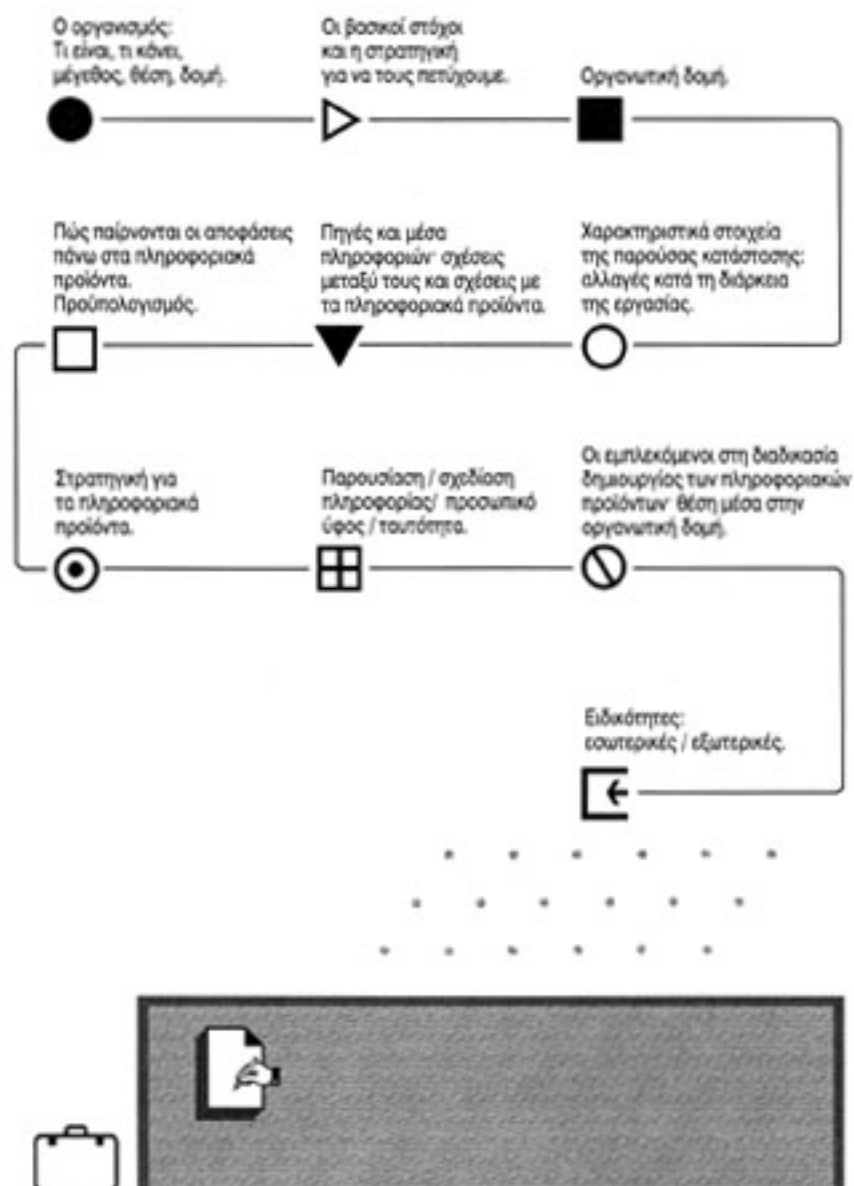 Ο οργανισμός:
Τι είναι, τι κάνει,
μέγεθος, θέση, δομή.
Οι βασικοί στόχοι
και η στρατηγική
για να τους πετύχουμε.
Οργανωτική δομή.
Πώς παίρνονται οι αποφάσεις
πάνω στα πληροφοριακά
προϊόντα.
Προϋπολογισμός.
Πηγές και μέσα
πληροφοριών· σχέσεις
μεταξύ τους και σχέσεις με
τα πληροφοριακά προϊόντα.
Χαρακτηριστικά στοιχεία
της παρούσας κατάστασης:
αλλαγές κατά τη διάρκεια
της εργασίας.
Στρατηγική για
τα πληροφοριακά
προϊόντα.
Παρουσίαση / σχεδίαση
πληροφορίας/ προσωπικό
ύφος / ταυτότητα.
Οι εμπλεκόμενοι στη διαδικασία
δημιουργίας των πληροφοριακών
προϊόντων· θέση μέσα στην
οργανωτική δομή.
Ειδικότητες:
εσωτερικές / εξωτερικές.